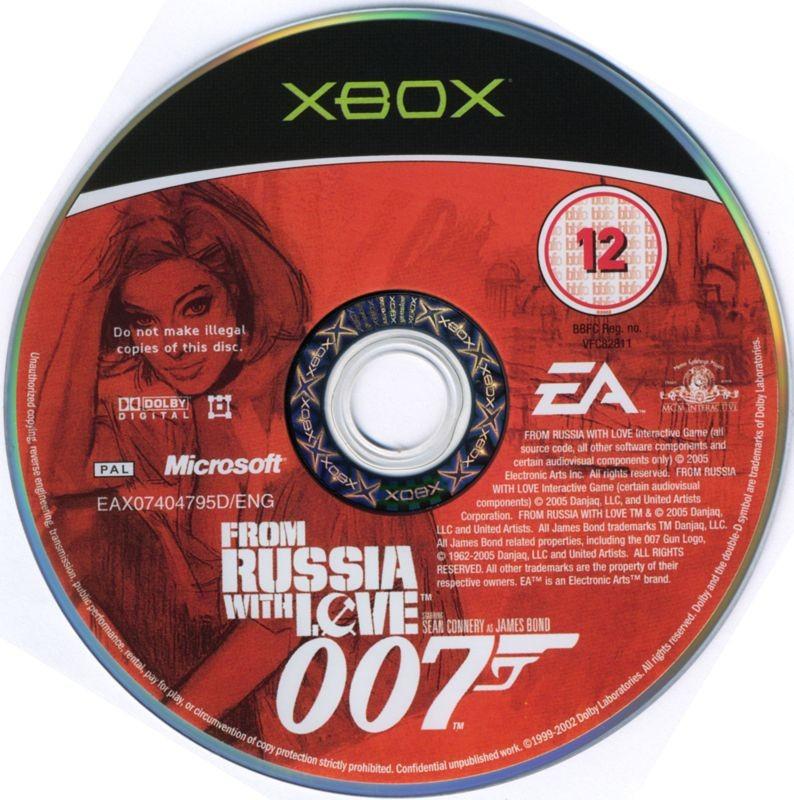 XBOX
12
BBFC Reg. no.
VFC82811
Do not make illegal
copies of this disc.
DOLBY
DIGITAL
PAL
Microsoft®
EAX07404795D/ENG
XBOX
EA™
MGM INTERACTIVE
FROM RUSSIA WITH LOVE Interactive Game (all
source code, all other software components and
certain audiovisual components only) © 2005
Electronic Arts Inc. All rights reserved. FROM RUSSIA
WITH LOVE Interactive Game (certain audiovisual
components) © 2005 Danjaq, LLC, and United Artists
Corporation. FROM RUSSIA WITH LOVE TM & © 2005 Danjaq,
LLC and United Artists. All James Bond trademarks TM Danjaq, LLC.
All James Bond related properties, including the 007 Gun Logo,
© 1962-2005 Danjaq, LLC and United Artists. ALL RIGHTS
RESERVED. All other trademarks are the property of their
respective owners. EA™ is an Electronic Arts™ brand.
FROM
RUSSIA
WITH LOVE™
STARRING SEAN CONNERY AS JAMES BOND
007™
Unauthorized copying, reverse engineering, transmission, public performance, rental, pay for play, or circumvention of copy protection strictly prohibited. Confidential unpublished work. ©1999-2002 Dolby Laboratories. All rights reserved. Dolby and the double-D symbol are trademarks of Dolby Laboratories.